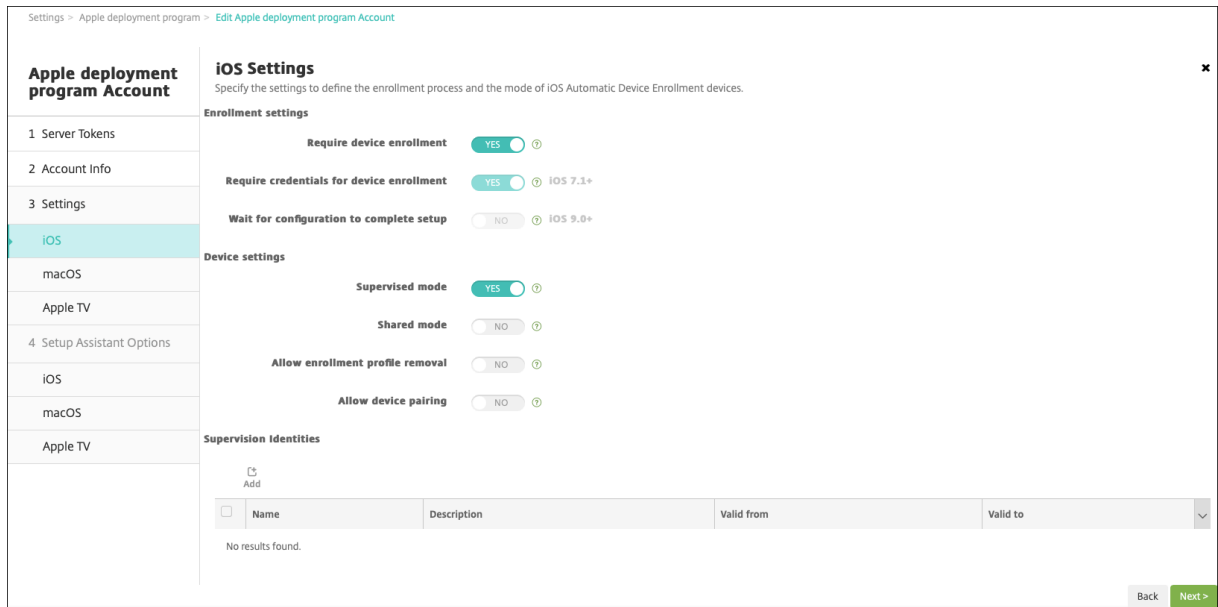 Settings > Apple deployment program > Edit Apple deployment program Account
Apple deployment
program Account
1 Server Tokens
2 Account Info
3 Settings
iOS
macOS
Apple TV
4 Setup Assistant Options
iOS
macOS
Apple TV
iOS Settings
Specify the settings to define the enrollment process and the mode of iOS Automatic Device Enrollment devices.
Enrollment settings
Require device enrollment YES ?
Require credentials for device enrollment YES ? iOS 7.1+
Wait for configuration to complete setup NO ? iOS 9.0+
Device settings
Supervised mode YES ?
Shared mode NO ?
Allow enrollment profile removal NO ?
Allow device pairing NO ?
Supervision Identities
Add
Name Description Valid from Valid to
No results found.
Back Next >